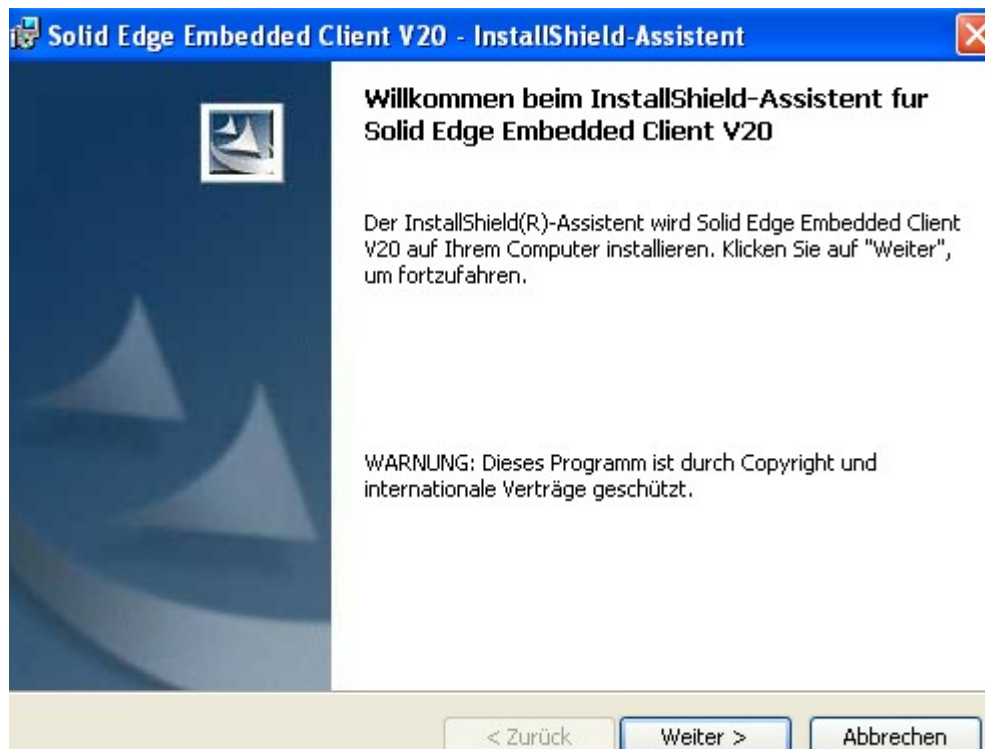 Solid Edge Embedded Client V20 - InstallShield-Assistent
Willkommen beim InstallShield-Assistent fur
Solid Edge Embedded Client V20
Der InstallShield(R)-Assistent wird Solid Edge Embedded Client
V20 auf Ihrem Computer installieren. Klicken Sie auf "Weiter",
um fortzufahren.
WARNUNG: Dieses Programm ist durch Copyright und
internationale Verträge geschützt.
< Zurück
Weiter >
Abbrechen